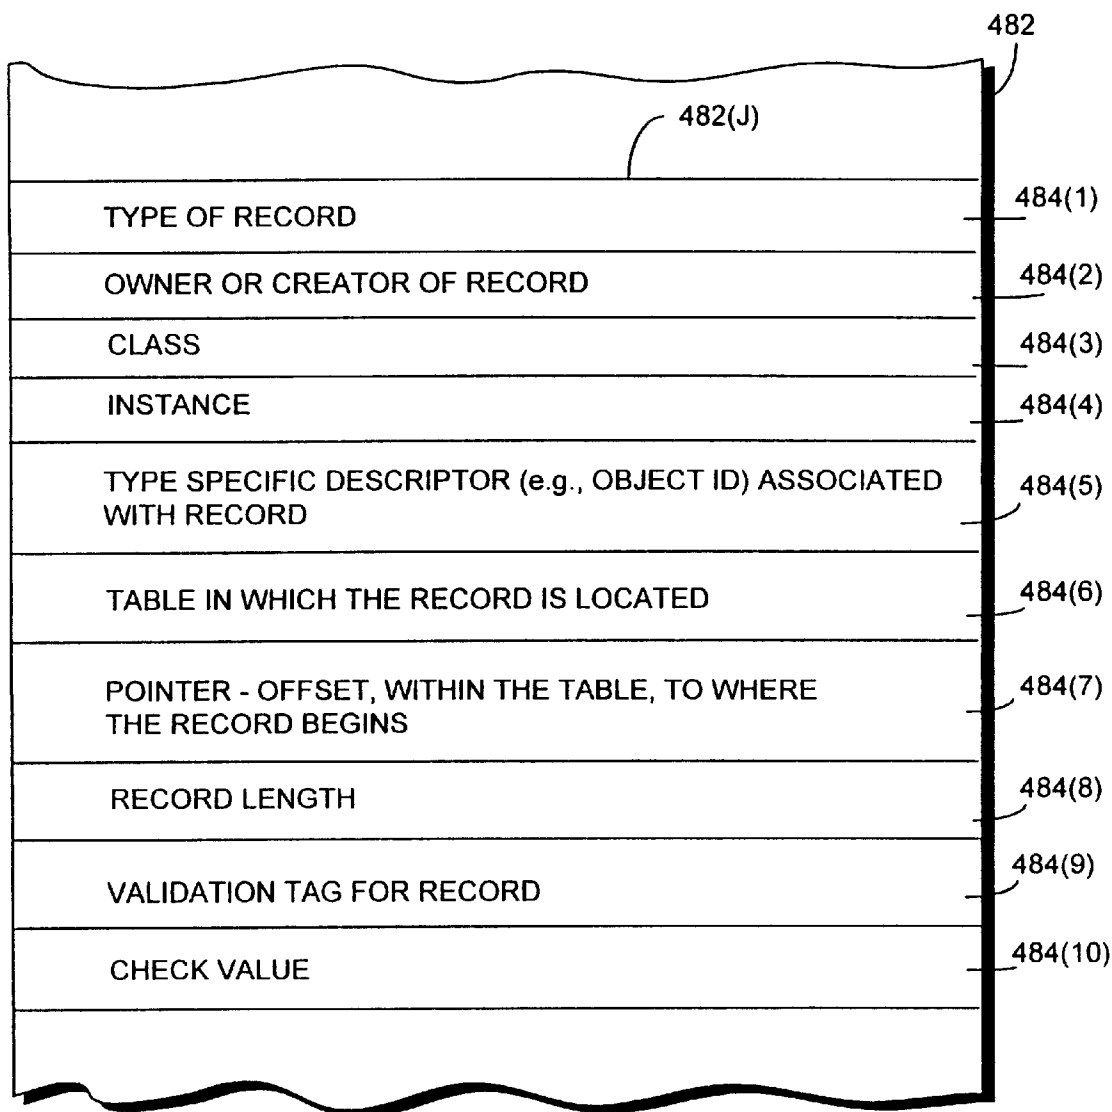 482
482(J)
TYPE OF RECORD
484(1)
OWNER OR CREATOR OF RECORD
484(2)
CLASS
484(3)
INSTANCE
484(4)
TYPE SPECIFIC DESCRIPTOR (e.g., OBJECT ID) ASSOCIATED
WITH RECORD
484(5)
TABLE IN WHICH THE RECORD IS LOCATED
484(6)
POINTER - OFFSET, WITHIN THE TABLE, TO WHERE
THE RECORD BEGINS
484(7)
RECORD LENGTH
484(8)
VALIDATION TAG FOR RECORD
484(9)
CHECK VALUE
484(10)